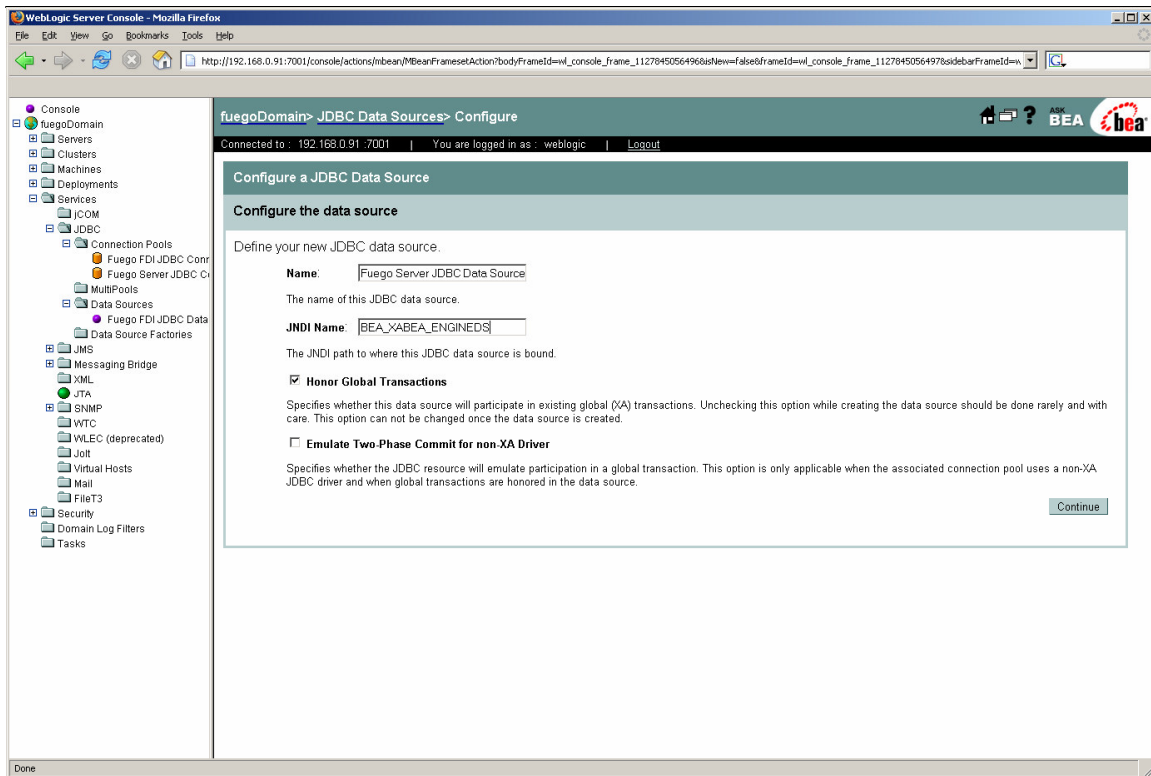 WebLogic Server Console - Mozilla Firefox
File Edit View Go Bookmarks Tools Help
http://192.168.0.91:7001/console/actions/mbean/MBeanFramesetAction?bodyFrameId=wl_console_frame_1127845056496&isNew=false&frameId=wl_console_frame_1127845056497&sidebarFrameId=w
Console
fuegoDomain
Servers
Clusters
Machines
Deployments
Services
jCOM
JDBC
Connection Pools
Fuego FDI JDBC Conr
Fuego Server JDBC Co
MultiPools
Data Sources
Fuego FDI JDBC Data
Data Source Factories
JMS
Messaging Bridge
XML
JTA
SNMP
WTC
WLEC (deprecated)
Jolt
Virtual Hosts
Mail
FileT3
Security
Domain Log Filters
Tasks
fuegoDomain> JDBC Data Sources> Configure
? ASK BEA bea
Connected to : 192.168.0.91 :7001 | You are logged in as : weblogic | Logout
Configure a JDBC Data Source
Configure the data source
Define your new JDBC data source.
Name: Fuego Server JDBC Data Source
The name of this JDBC data source.
JNDI Name: BEA_XABEA_ENGINEDS
The JNDI path to where this JDBC data source is bound.
Honor Global Transactions
Specifies whether this data source will participate in existing global (XA) transactions. Unchecking this option while creating the data source should be done rarely and with
care. This option can not be changed once the data source is created.
Emulate Two-Phase Commit for non-XA Driver
Specifies whether the JDBC resource will emulate participation in a global transaction. This option is only applicable when the associated connection pool uses a non-XA
JDBC driver and when global transactions are honored in the data source.
Continue
Done